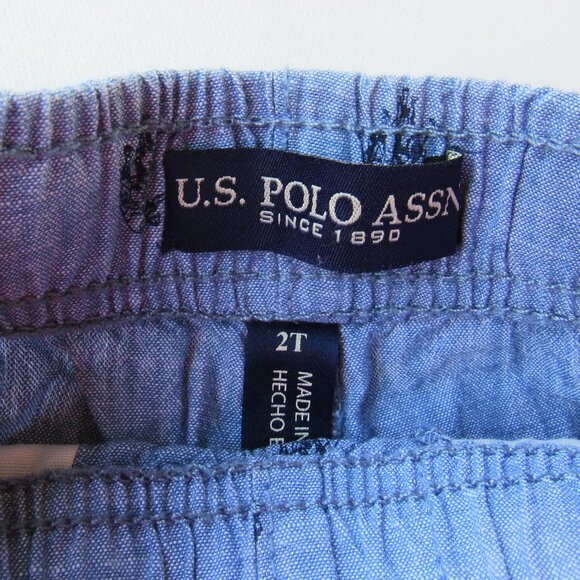 U.S. POLO ASSN
SINCE 1890
2T
MADE IN
HECHO E